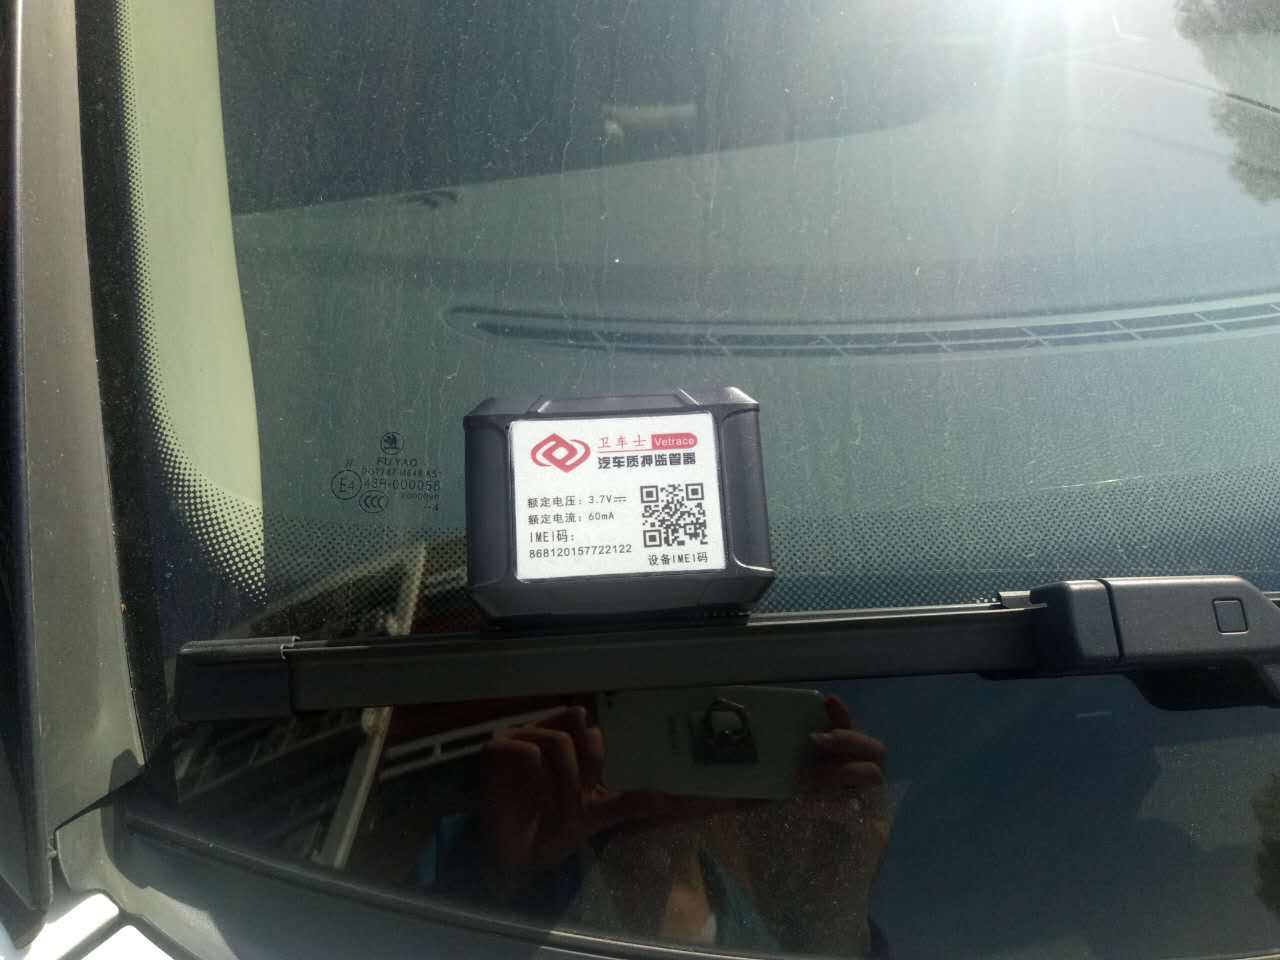 卫车士 Vetrace
汽车质押监管器
额定电压: 3.7V
额定电流: 60mA
IMEI码:
868120157722122
设备IMEI码
FUYAO
E4
43R-000056
CCC